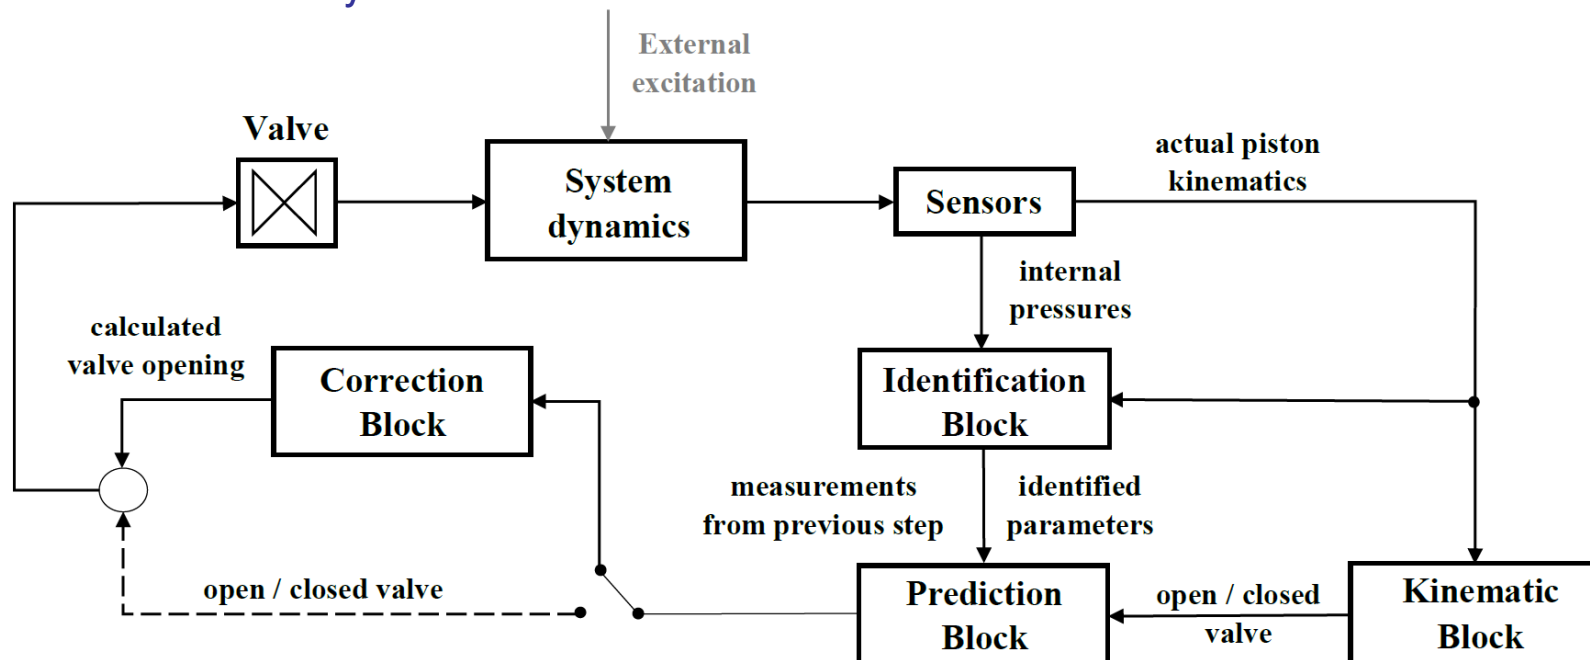 External
excitation
Valve
System
dynamics
Sensors
actual piston
kinematics
internal
pressures
calculated
valve opening
Correction
Block
Identification
Block
measurements
from previous step
identified
parameters
open / closed valve
Prediction
Block
open / closed
valve
Kinematic
Block